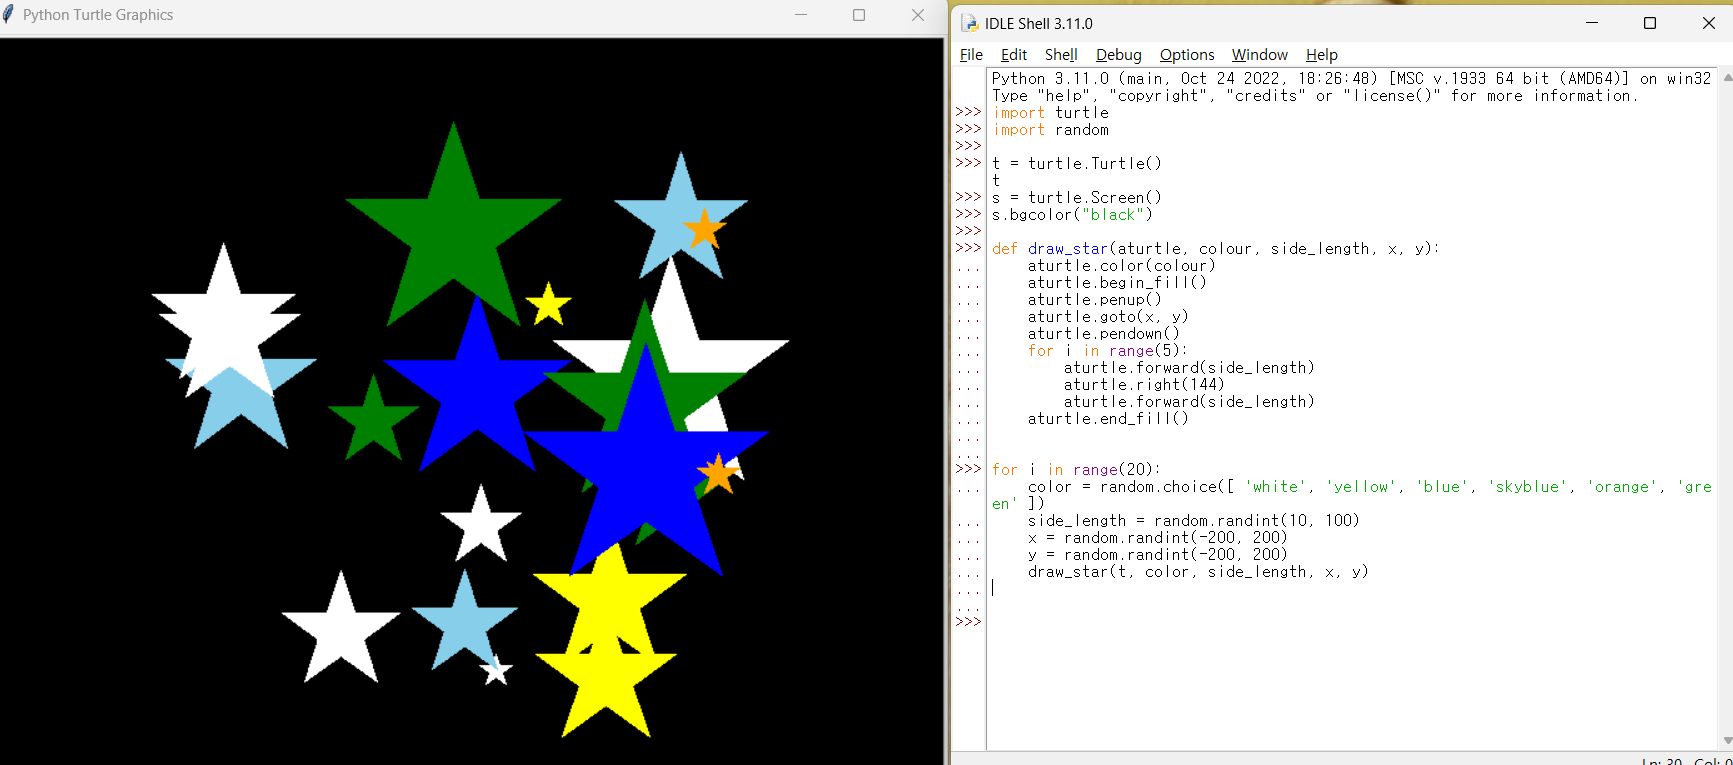 Python Turtle Graphics
IDLE Shell 3.11.0
File Edit Shell Debug Options Window Help
Python 3.11.0 (main, Oct 24 2022, 18:26:48) [MSC v.1933 64 bit (AMD64)] on win32
Type "help", "copyright", "credits" or "license()" for more information.
>>> import turtle
>>> import random
>>>
>>> t = turtle.Turtle()
t
>>> s = turtle.Screen()
>>> s.bgcolor("black")
>>>
>>> def draw_star(aturtle, colour, side_length, x, y):
...     aturtle.color(colour)
...     aturtle.begin_fill()
...     aturtle.penup()
...     aturtle.goto(x, y)
...     aturtle.pendown()
...     for i in range(5):
...         aturtle.forward(side_length)
...         aturtle.right(144)
...         aturtle.forward(side_length)
...     aturtle.end_fill()
...
...
>>> for i in range(20):
...     color = random.choice([ 'white', 'yellow', 'blue', 'skyblue', 'orange', 'gre
en' ])
...     side_length = random.randint(10, 100)
...     x = random.randint(-200, 200)
...     y = random.randint(-200, 200)
...     draw_star(t, color, side_length, x, y)
...
...
>>>